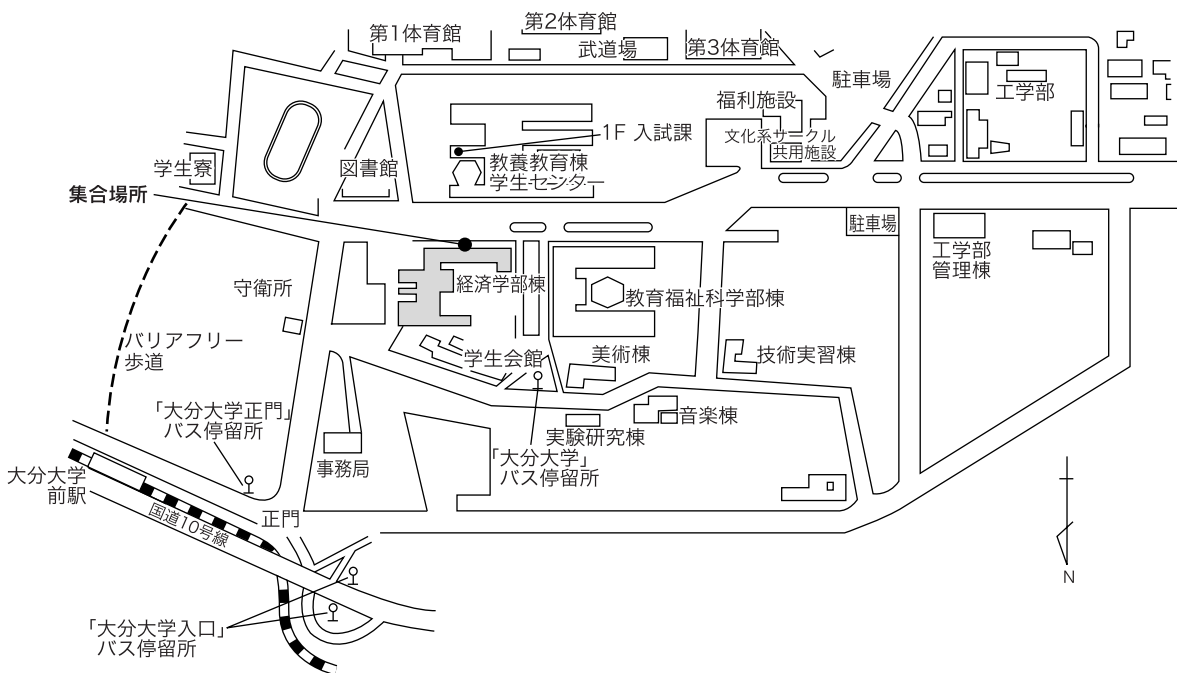 第1体育館
第2体育館
武道場
第3体育館
駐車場
工学部
福利施設
文化系サークル
共用施設
1F 入試課
教養教育棟
学生センター
図書館
学生寮
集合場所
駐車場
工学部
管理棟
守衛所
経済学部棟
教育福祉科学部棟
バリアフリー
歩道
学生会館
美術棟
技術実習棟
「大分大学正門」
バス停留所
音楽棟
実験研究棟
「大分大学」
バス停留所
事務局
大分大学
前駅
国道10号線
正門
「大分大学入口」
バス停留所
N